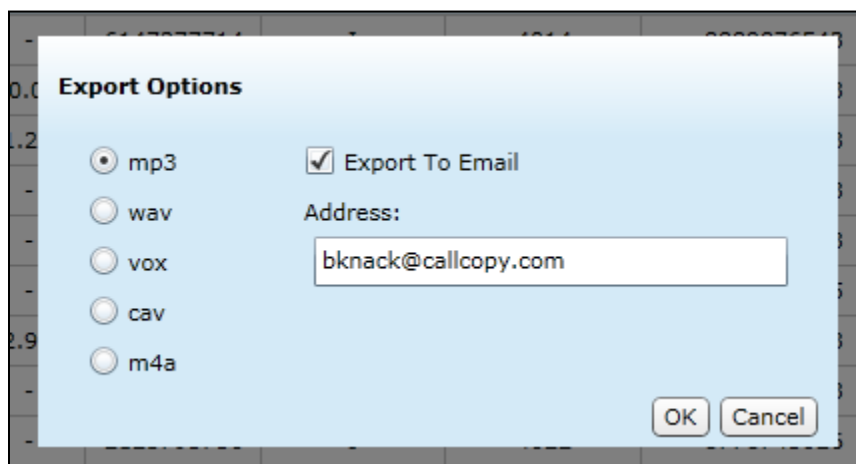 Export Options
mp3
Export To Email
wav
Address:
vox
bknack@callcopy.com
cav
m4a
OK
Cancel